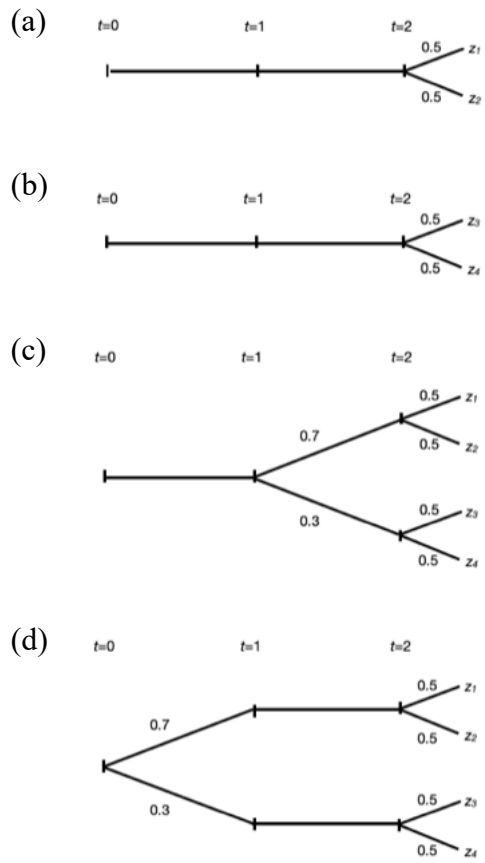 (a)
t=0 t=1 t=2
0.5 z₁
0.5 z₂
(b)
t=0 t=1 t=2
0.5 z₃
0.5 z₄
(c)
t=0 t=1 t=2
0.5 z₁
0.7
0.5 z₂
0.3
0.5 z₃
0.5 z₄
(d)
t=0 t=1 t=2
0.5 z₁
0.7
0.5 z₂
0.3
0.5 z₃
0.5 z₄